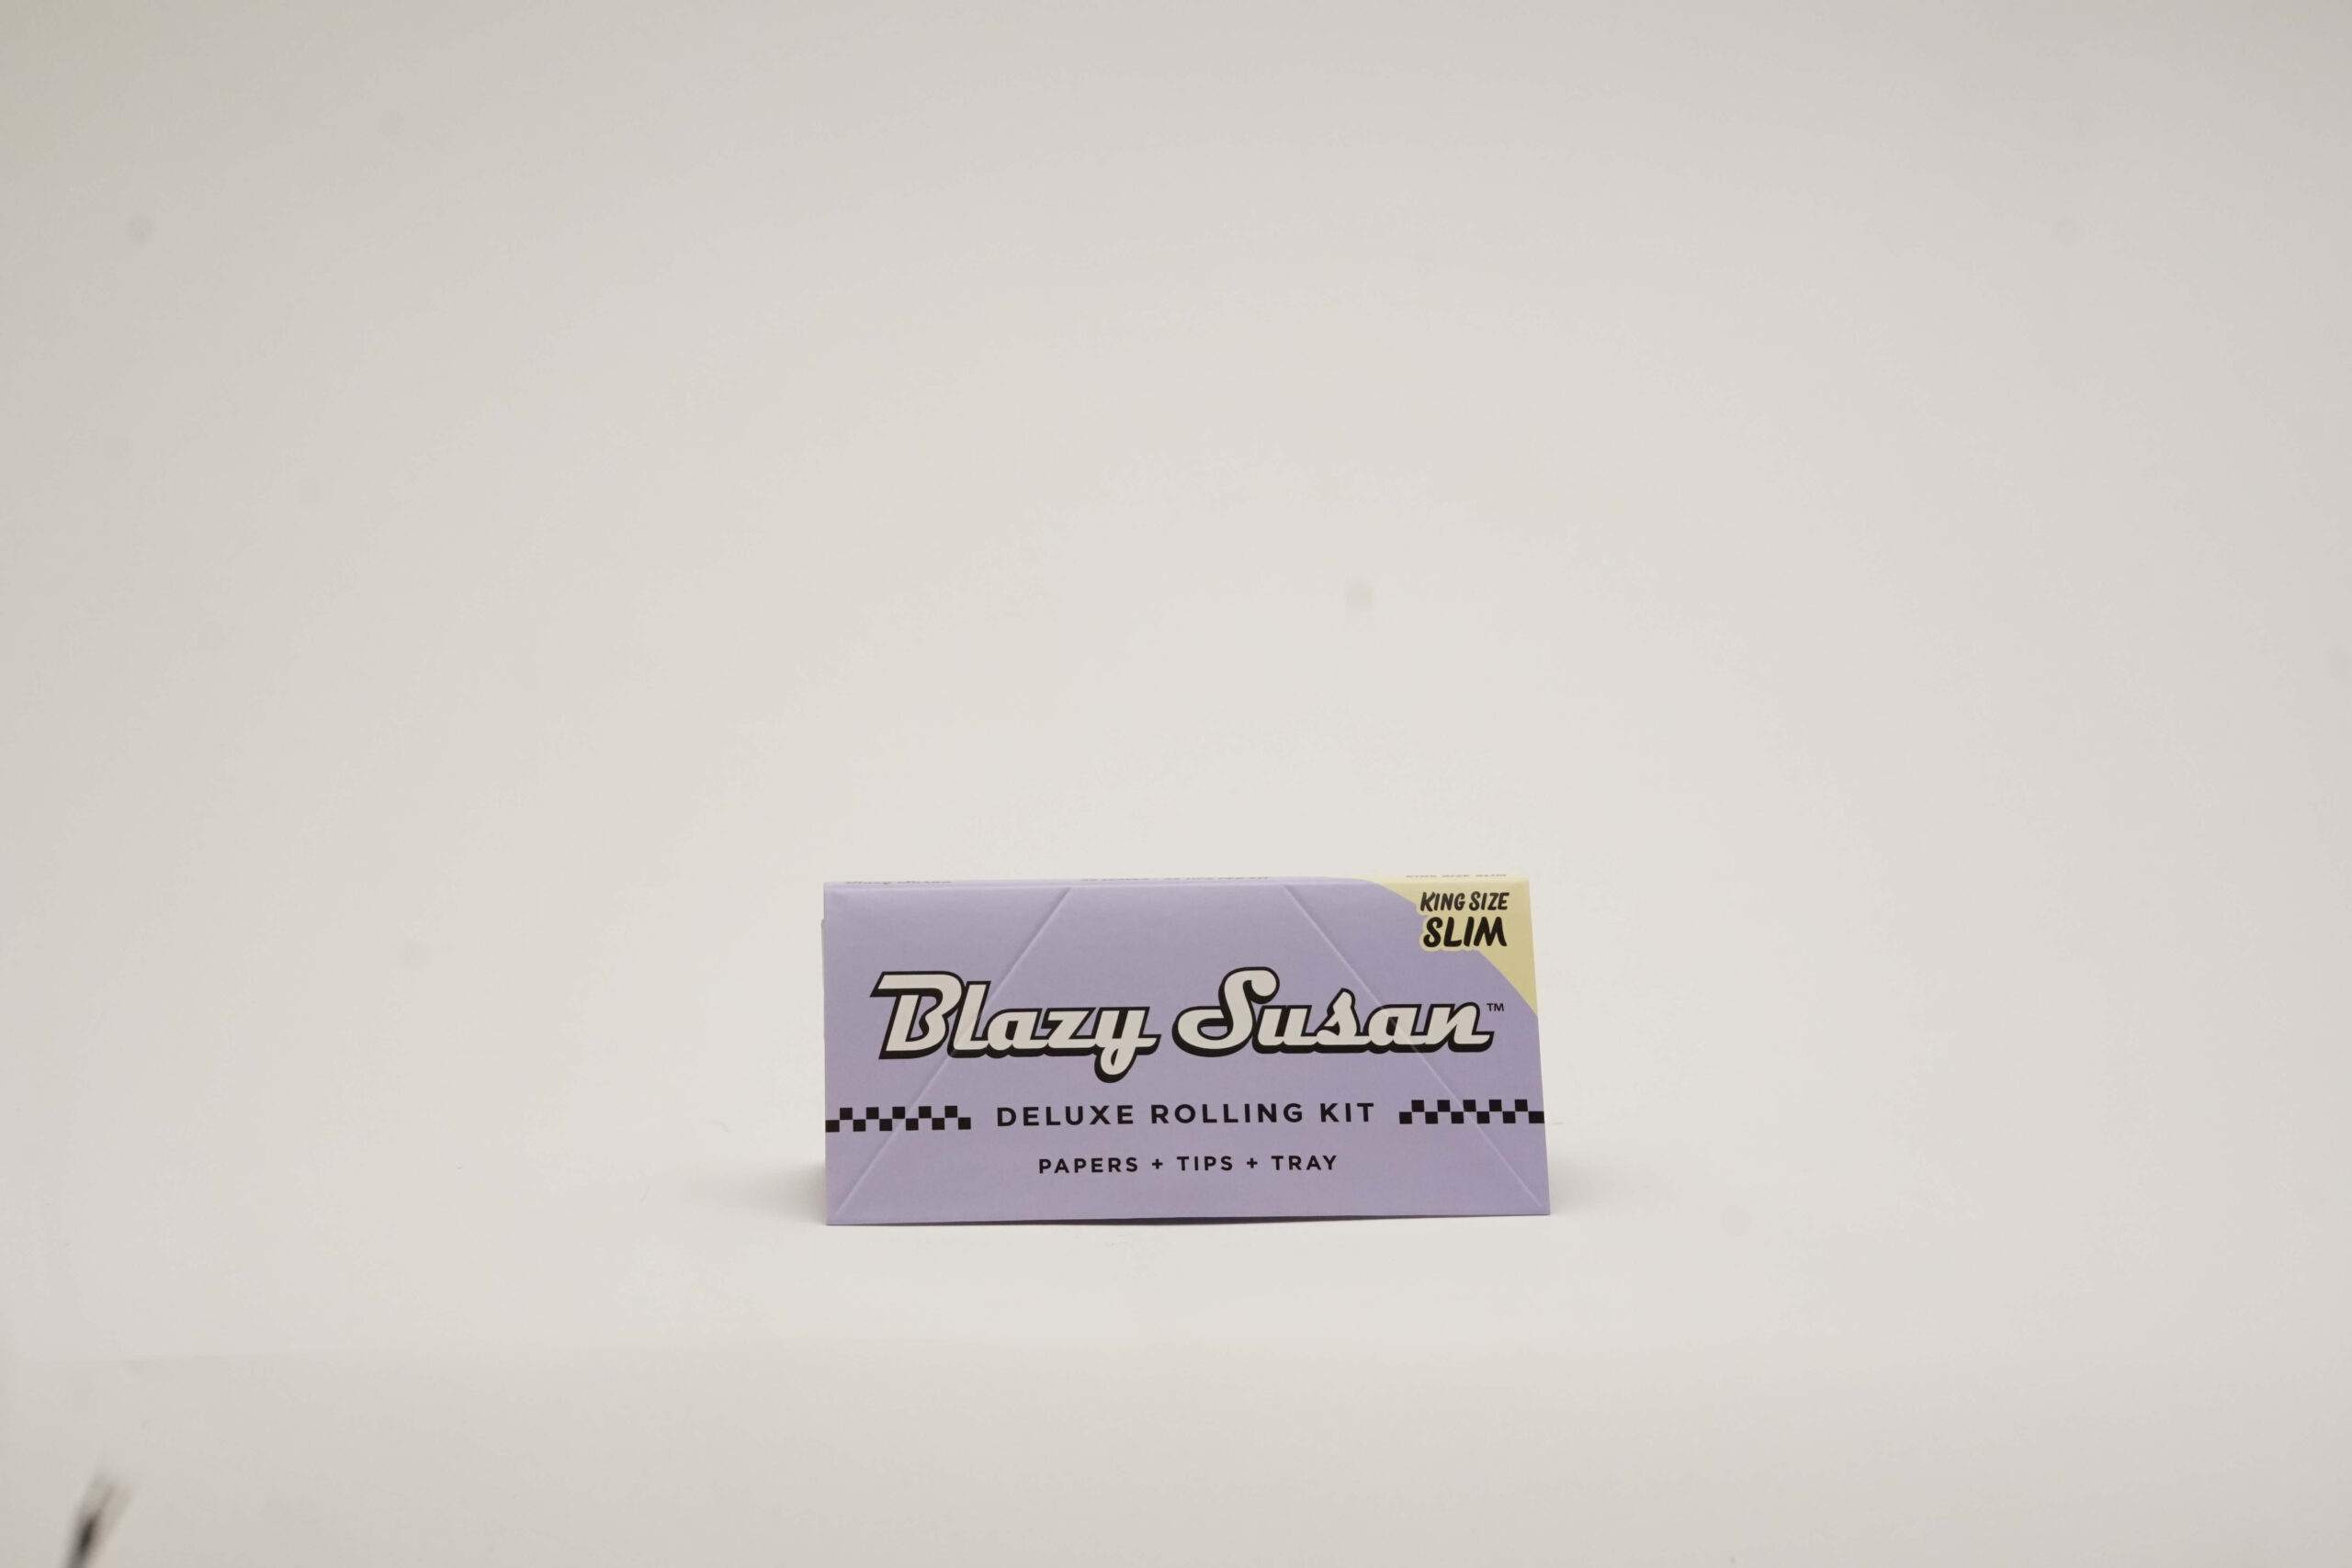 KING SIZE
SLIM
Blazy Susan™
DELUXE ROLLING KIT
PAPERS + TIPS + TRAY